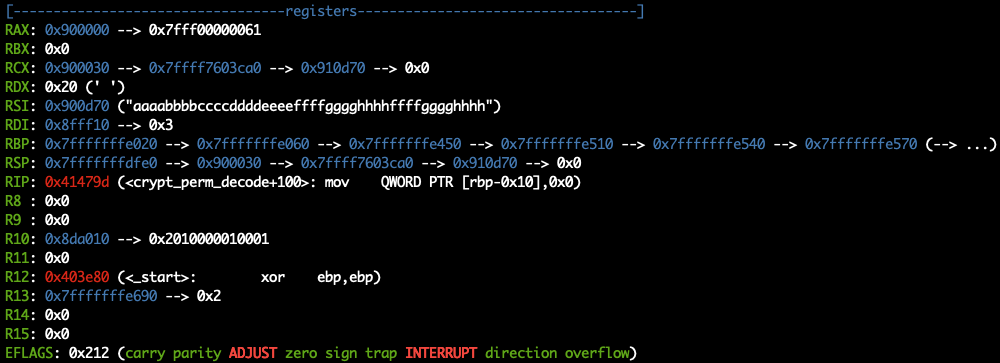 [----------------------------------registers-----------------------------------]
RAX: 0x900000 --> 0x7fff00000061
RBX: 0x0
RCX: 0x900030 --> 0x7ffff7603ca0 --> 0x910d70 --> 0x0
RDX: 0x20 (' ')
RSI: 0x900d70 ("aaaabbbbccccddddeeeeffffgggghhhhffffgggghhhh")
RDI: 0x8fff10 --> 0x3
RBP: 0x7fffffffe020 --> 0x7fffffffe060 --> 0x7fffffffe450 --> 0x7fffffffe510 --> 0x7fffffffe540 --> 0x7fffffffe570 (--> ...)
RSP: 0x7fffffffdfe0 --> 0x900030 --> 0x7ffff7603ca0 --> 0x910d70 --> 0x0
RIP: 0x41479d (<crypt_perm_decode+100>: mov    QWORD PTR [rbp-0x10],0x0)
R8 : 0x0
R9 : 0x0
R10: 0x8da010 --> 0x2010000010001
R11: 0x0
R12: 0x403e80 (<_start>:        xor    ebp,ebp)
R13: 0x7fffffffe690 --> 0x2
R14: 0x0
R15: 0x0
EFLAGS: 0x212 (carry parity ADJUST zero sign trap INTERRUPT direction overflow)